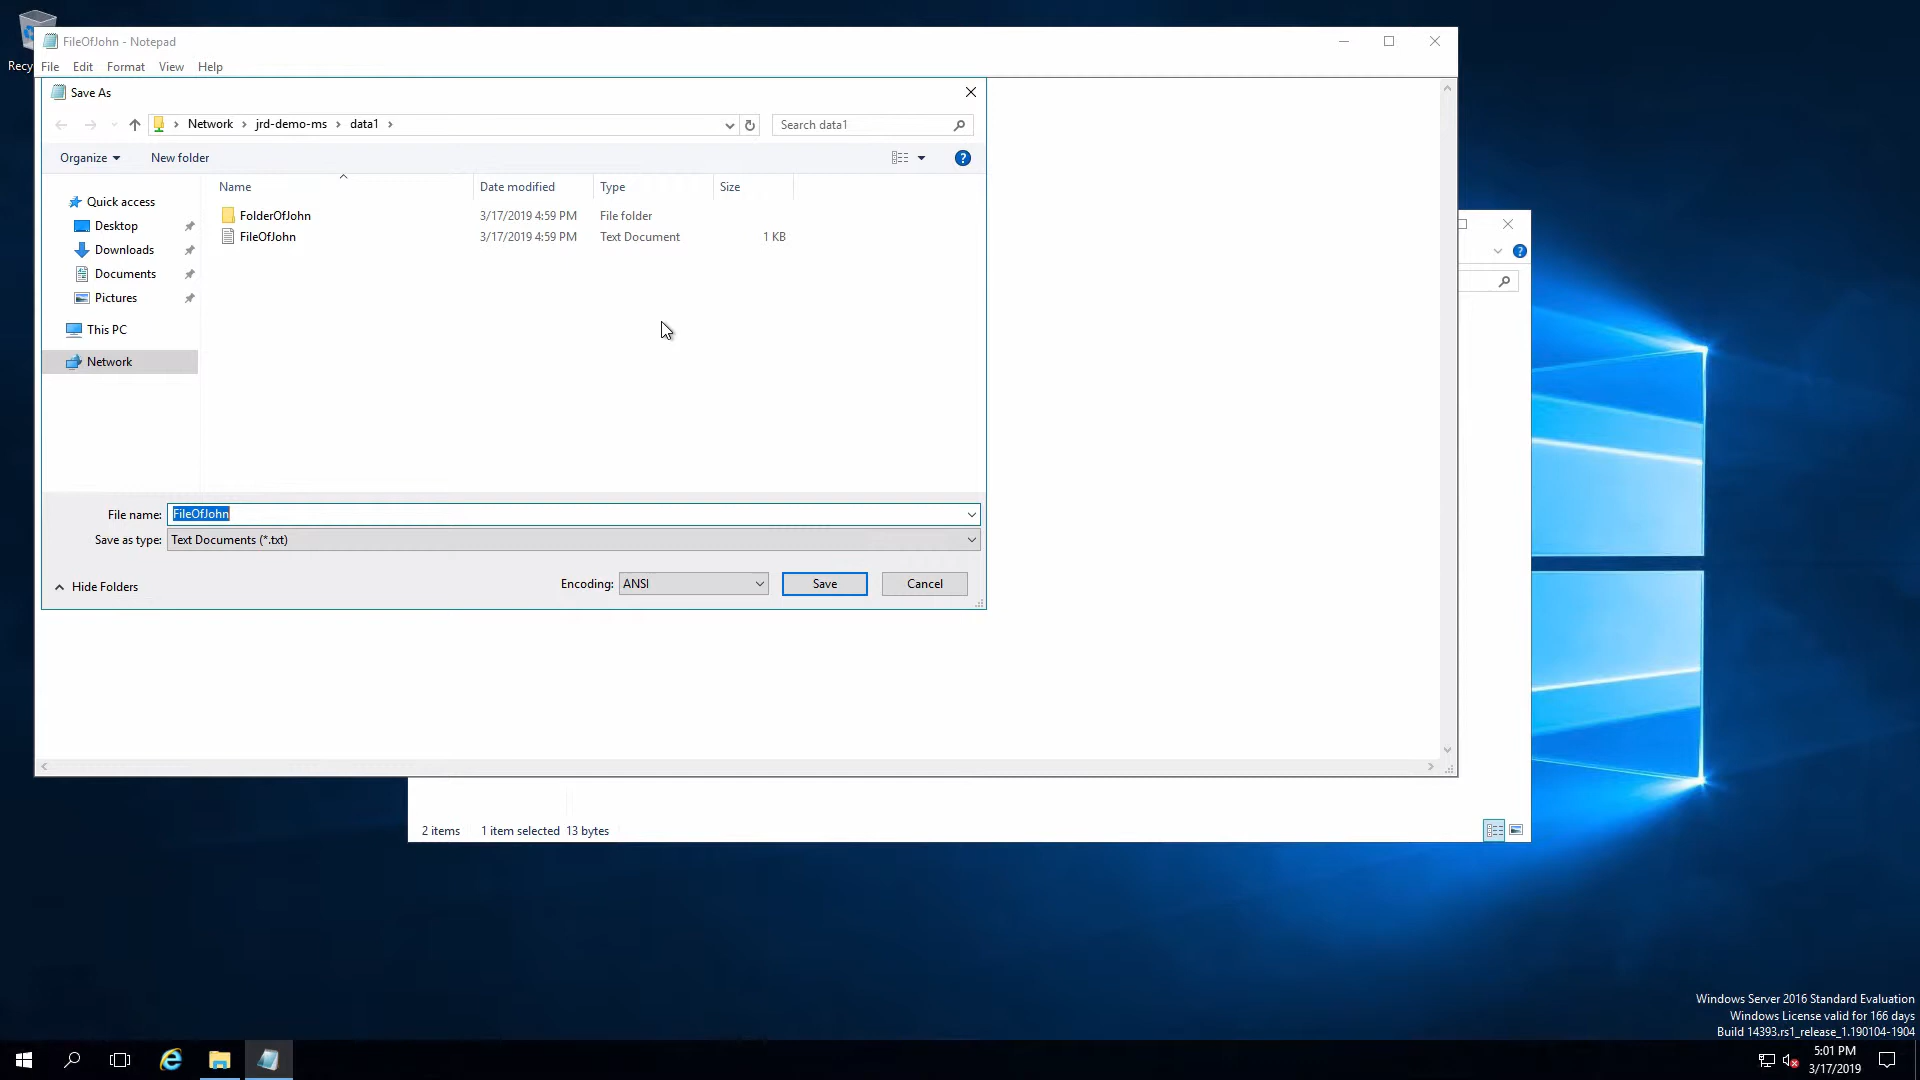 Recy
FileOfJohn - Notepad
File Edit Format View Help
Save As
Network jrd-demo-ms data1
Search data1
Organize New folder
Name Date modified Type Size
Quick access
Desktop
Downloads
Documents
Pictures
This PC
Network
FolderOfJohn 3/17/2019 4:59 PM File folder
FileOfJohn 3/17/2019 4:59 PM Text Document 1 KB
File name: FileOfJohn
Save as type: Text Documents (*.txt)
Hide Folders
Encoding: ANSI Save Cancel
2 items 1 item selected 13 bytes
Windows Server 2016 Standard Evaluation
Windows License valid for 166 days
Build 14393.rs1_release_1.190104-1904
5:01 PM
3/17/2019